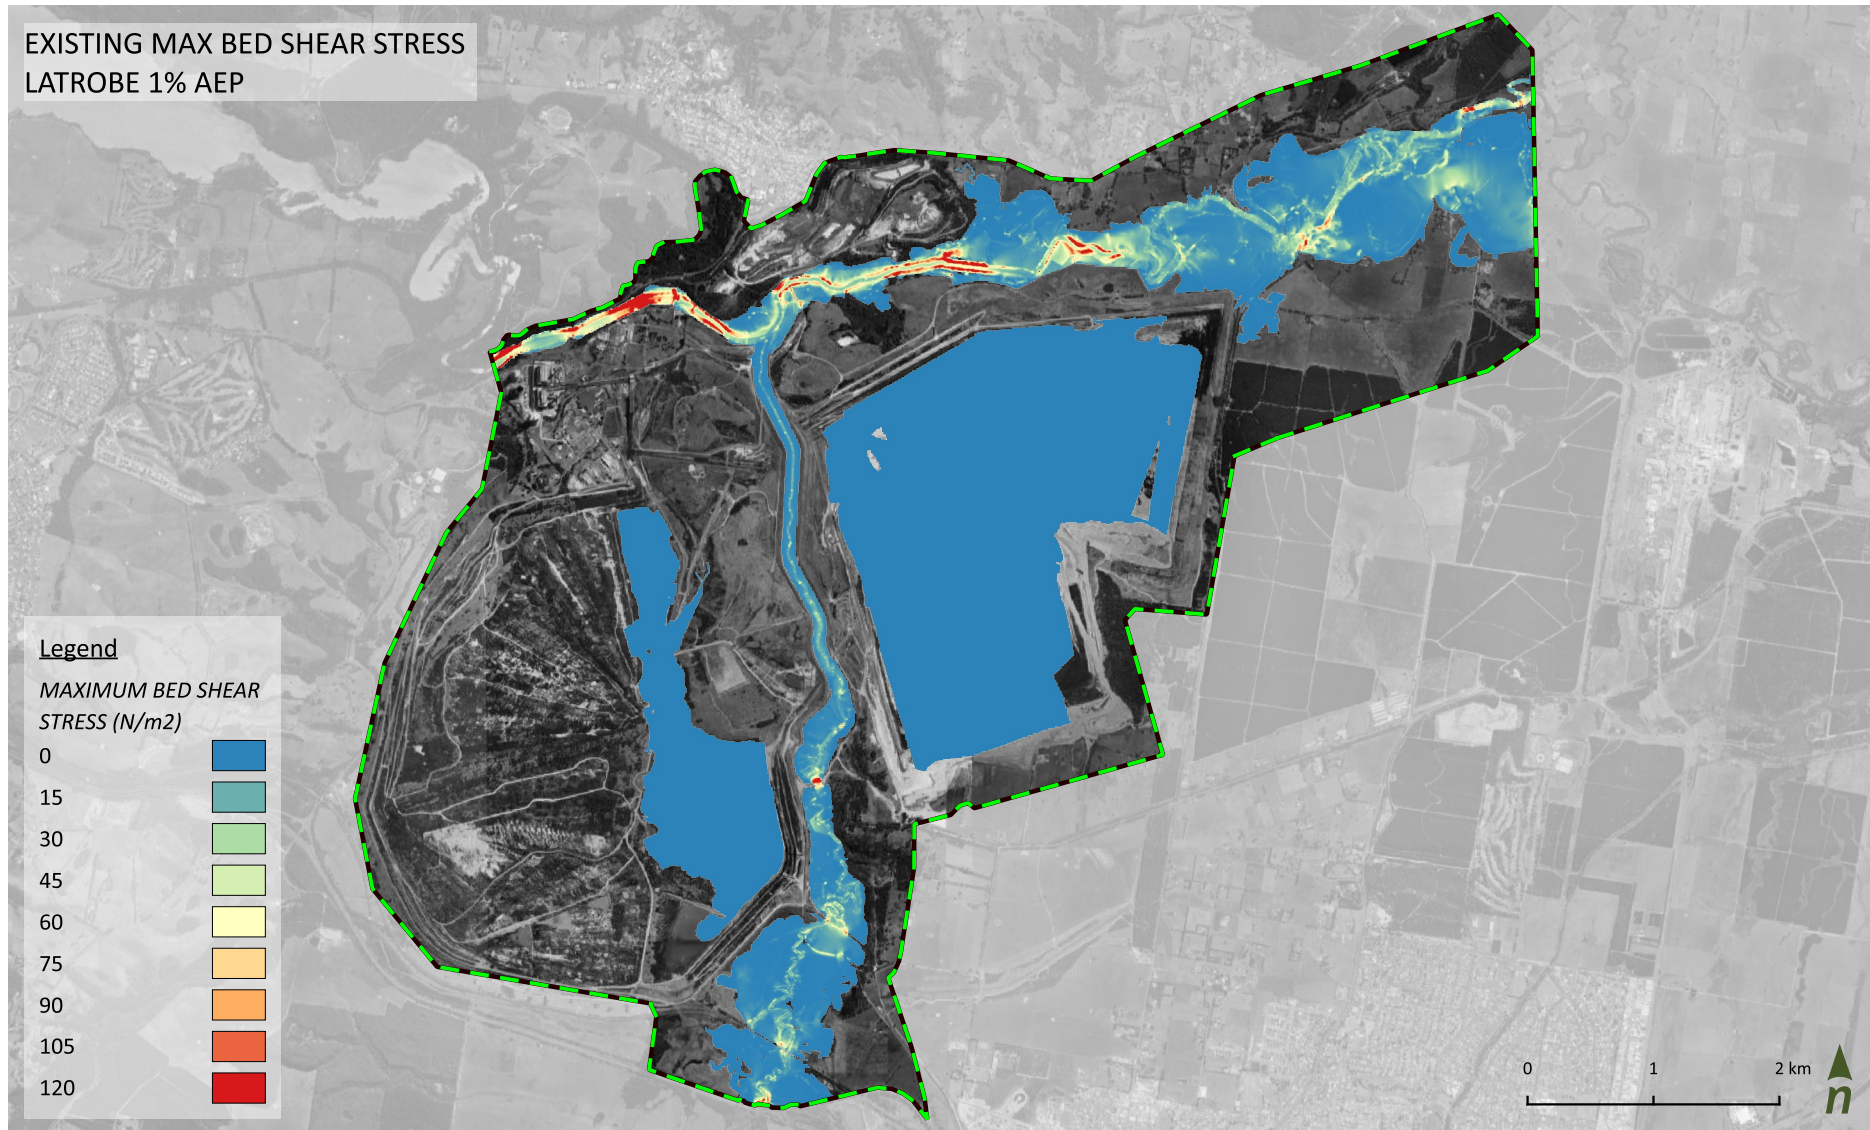 EXISTING MAX BED SHEAR STRESS
LATROBE 1% AEP
Legend
MAXIMUM BED SHEAR
STRESS (N/m2)
0
15
30
45
60
75
90
105
120
0 1 2 km
n